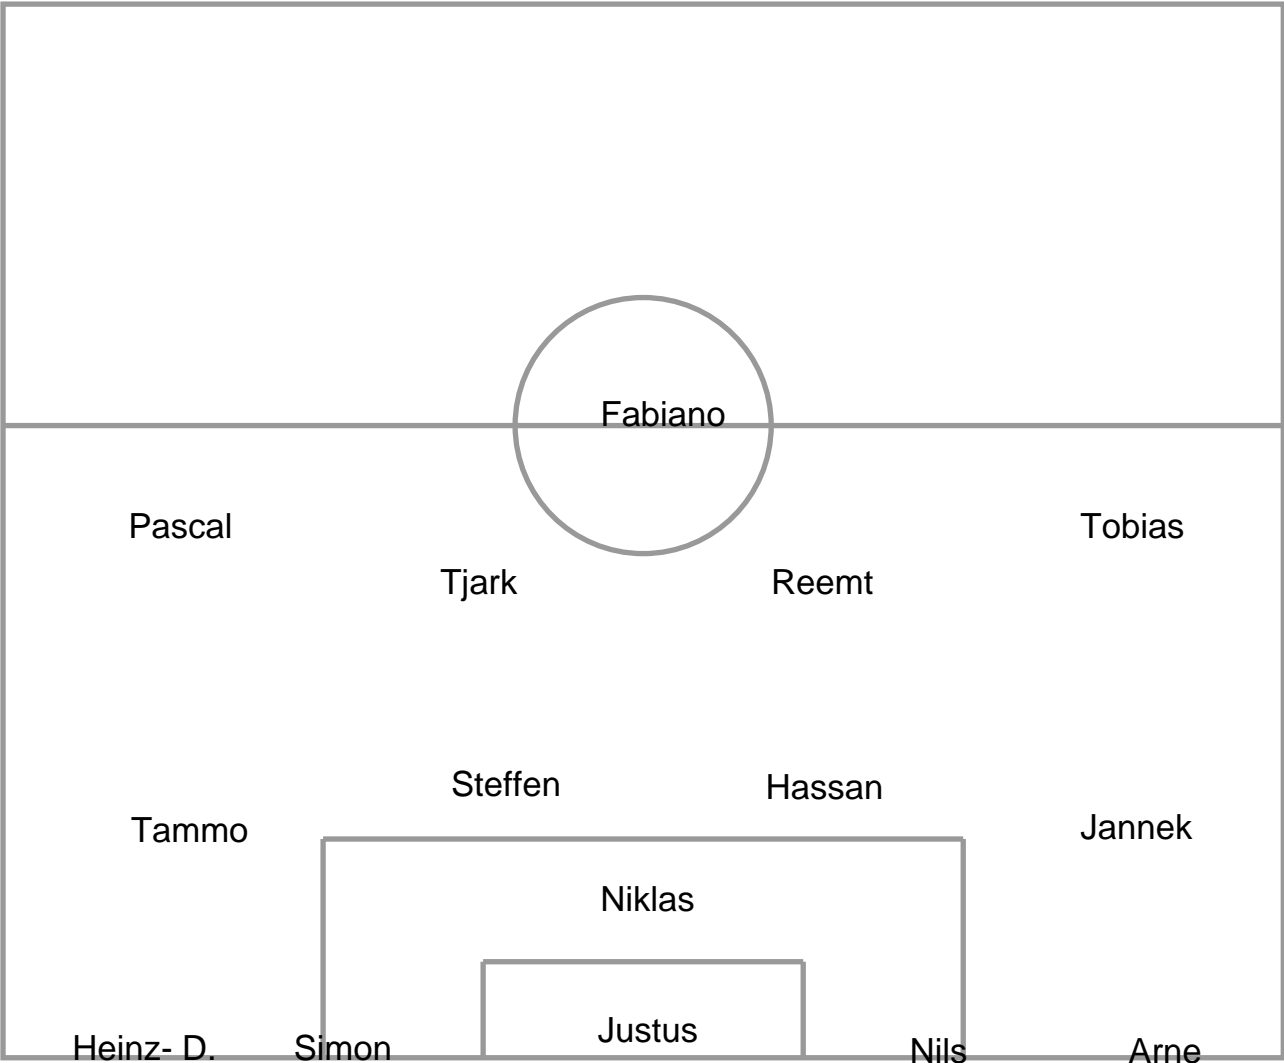 Fabiano
Pascal
Tobias
Tjark
Reemt
Steffen
Hassan
Tammo
Jannek
Niklas
Justus
Heinz- D.
Simon
Nils
Arne